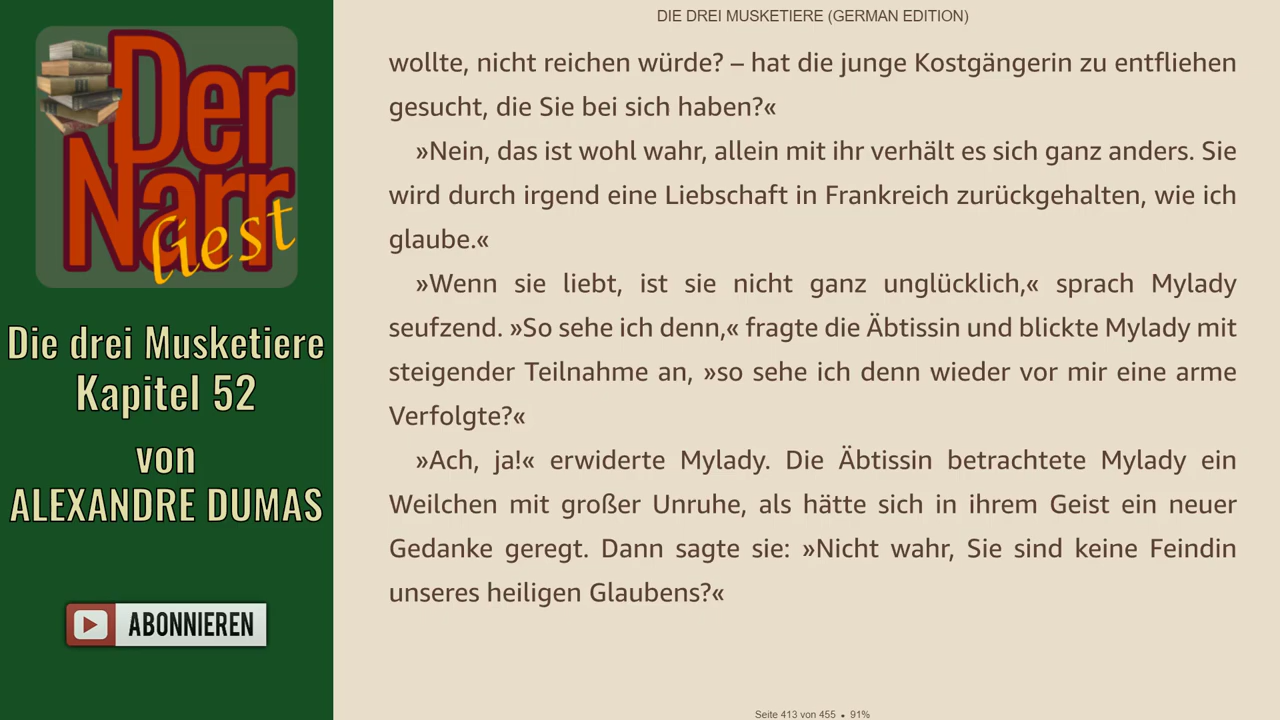 Der
Narr
liest
Die drei Musketiere
Kapitel 52
von
ALEXANDRE DUMAS
ABONNIEREN
DIE DREI MUSKETIERE (GERMAN EDITION)
wollte, nicht reichen würde? – hat die junge Kostgängerin zu entfliehen
gesucht, die Sie bei sich haben?«
»Nein, das ist wohl wahr, allein mit ihr verhält es sich ganz anders. Sie
wird durch irgend eine Liebschaft in Frankreich zurückgehalten, wie ich
glaube.«
»Wenn sie liebt, ist sie nicht ganz unglücklich,« sprach Mylady
seufzend. »So sehe ich denn,« fragte die Äbtissin und blickte Mylady mit
steigender Teilnahme an, »so sehe ich denn wieder vor mir eine arme
Verfolgte?«
»Ach, ja!« erwiderte Mylady. Die Äbtissin betrachtete Mylady ein
Weilchen mit großer Unruhe, als hätte sich in ihrem Geist ein neuer
Gedanke geregt. Dann sagte sie: »Nicht wahr, Sie sind keine Feindin
unseres heiligen Glaubens?«
Seite 413 von 455 • 91%